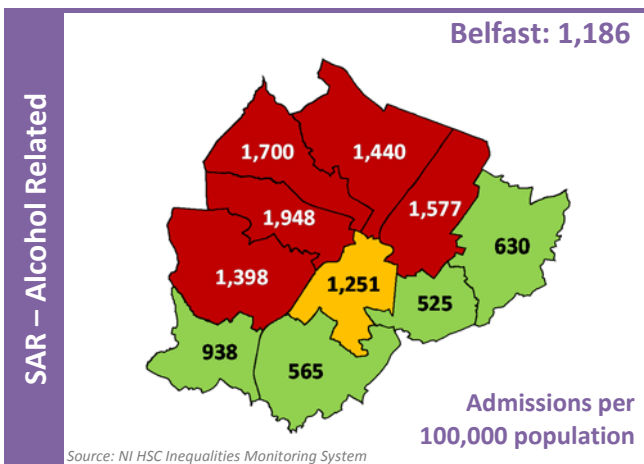 SAR – Alcohol Related
Belfast: 1,186
1,700
1,440
1,948
1,577
630
1,398
1,251
525
938
565
Admissions per
100,000 population
Source: NI HSC Inequalities Monitoring System